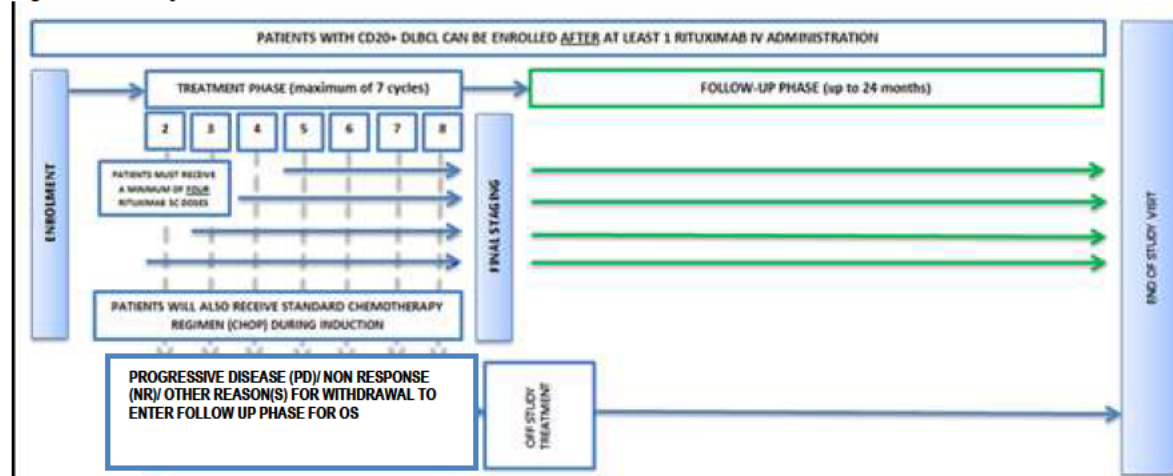 PATIENTS WITH CD20+ DLBCL CAN BE ENROLLED AFTER AT LEAST 1 RITUXIMAB IV ADMINISTRATION
ENROLMENT
TREATMENT PHASE (maximum of 7 cycles)
FOLLOW-UP PHASE (up to 24 months)
2 3 4 5 6 7 8
PATIENTS MUST RECEIVE
A MINIMUM OF FOUR
RITUXIMAB SC DOSES
FINAL STAGING
END OF STUDY VISIT
PATIENTS WILL ALSO RECEIVE STANDARD CHEMOTHERAPY
REGIMEN (CHOP) DURING INDUCTION
PROGRESSIVE DISEASE (PD)/ NON RESPONSE
(NR)/ OTHER REASON(S) FOR WITHDRAWAL TO
ENTER FOLLOW UP PHASE FOR OS
OFF STUDY
TREATMENT